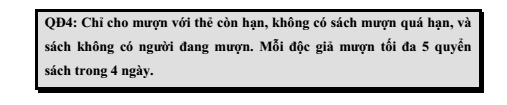 QĐ4: Chỉ cho mượn với thẻ còn hạn, không có sách mượn quá hạn, và
sách không có người đang mượn. Mỗi độc giả mượn tối đa 5 quyển
sách trong 4 ngày.